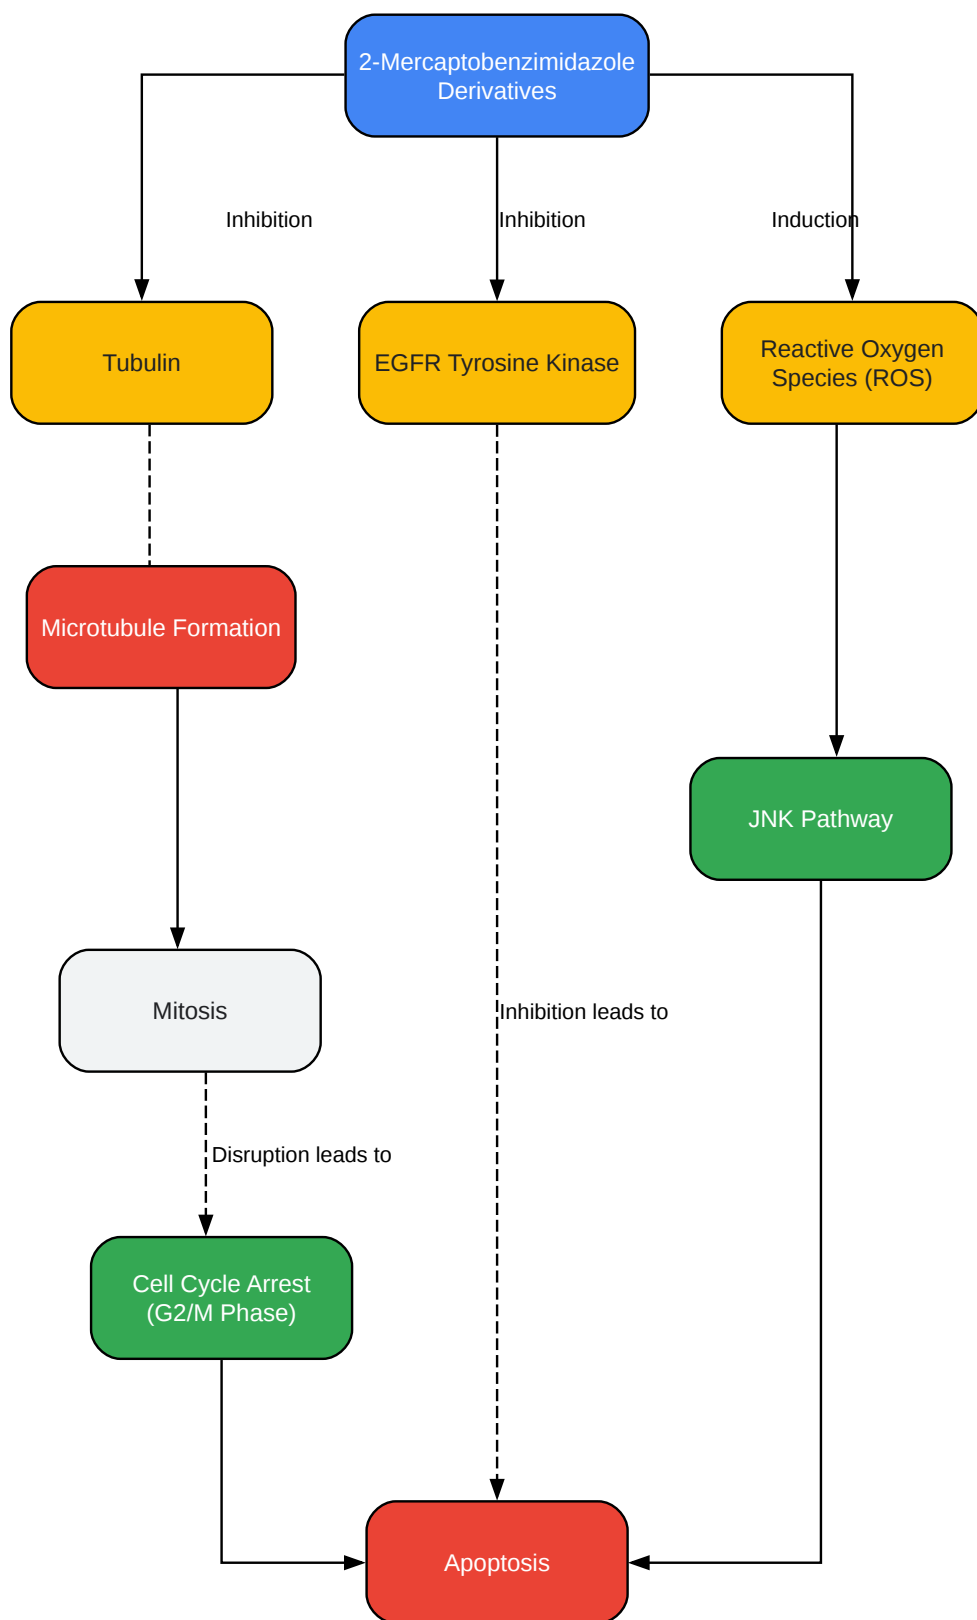 2-Mercaptobenzimidazole
Derivatives
Inhibition
Inhibition
Induction
Tubulin
EGFR Tyrosine Kinase
Reactive Oxygen
Species (ROS)
Microtubule Formation
JNK Pathway
Mitosis
Inhibition leads to
Disruption leads to
Cell Cycle Arrest
(G2/M Phase)
Apoptosis